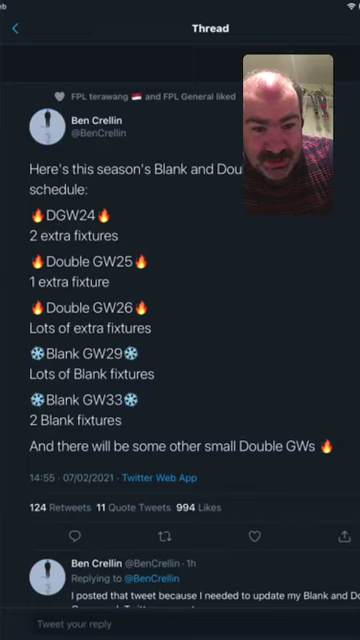 Thread
FPL terawang 🇮🇩 and FPL General liked
Ben Crellin
@BenCrellin
Here's this season's Blank and
schedule:
🔥DGW24🔥
2 extra fixtures
🔥Double GW25🔥
1 extra fixture
🔥Double GW26🔥
Lots of extra fixtures
❄️Blank GW29❄️
Lots of Blank fixtures
❄️Blank GW33❄️
2 Blank fixtures
And there will be some other small Double GWs 🔥
14:55 · 07/02/2021 · Twitter Web App
124 Retweets 11 Quote Tweets 994 Likes
Ben Crellin @BenCrellin · 1h
Replying to @BenCrellin
I posted that tweet because I needed to update my Blank and
Tweet your reply